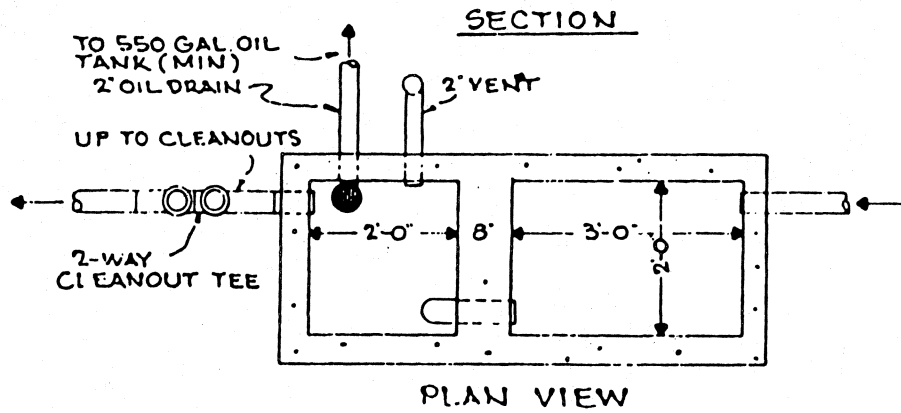 SECTION
TO 550 GAL. OIL
TANK (MIN)
2" OIL DRAIN
2" VENT
UP TO CLEANOUTS
2'-0"
8"
3'-0"
2'-0
2-WAY
CLEANOUT TEE
PLAN VIEW